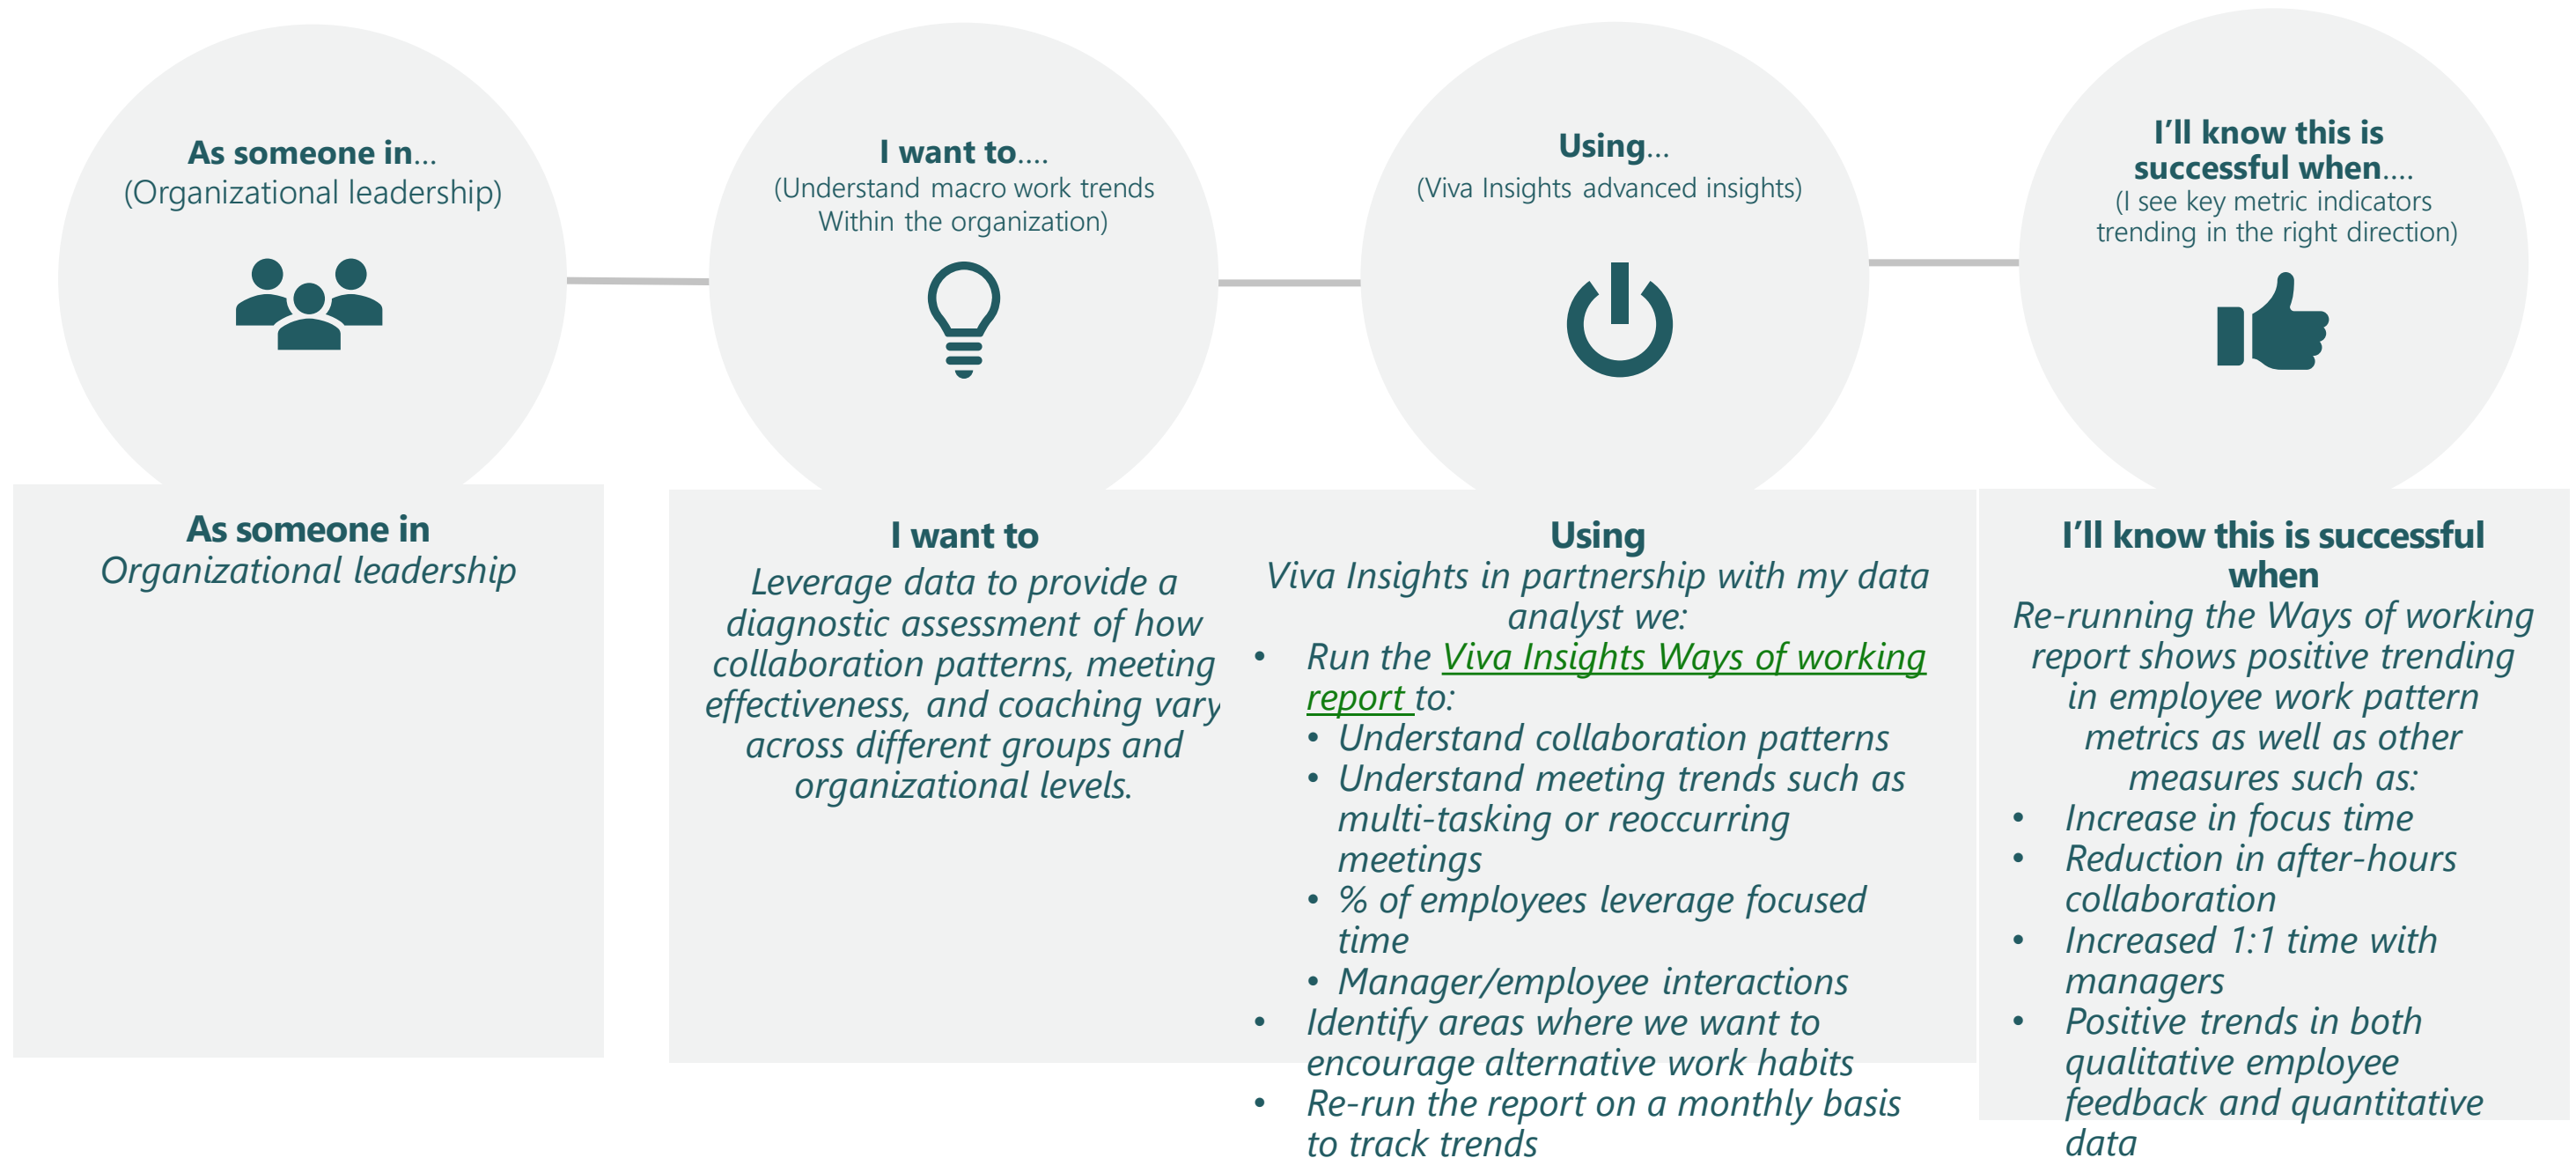 As someone in...
(Organizational leadership)
I want to....
(Understand macro work trends
Within the organization)
Using...
(Viva Insights advanced insights)
I'll know this is
successful when....
(I see key metric indicators
trending in the right direction)
As someone in
Organizational leadership
I want to
Leverage data to provide a
diagnostic assessment of how
collaboration patterns, meeting
effectiveness, and coaching vary
across different groups and
organizational levels.
Using
Viva Insights in partnership with my data
analyst we:
• Run the Viva Insights Ways of working
report to:
• Understand collaboration patterns
• Understand meeting trends such as
multi-tasking or reoccurring
meetings
• % of employees leverage focused
time
• Manager/employee interactions
• Identify areas where we want to
encourage alternative work habits
• Re-run the report on a monthly basis
to track trends
I'll know this is successful
when
Re-running the Ways of working
report shows positive trending
in employee work pattern
metrics as well as other
measures such as:
• Increase in focus time
• Reduction in after-hours
collaboration
• Increased 1:1 time with
managers
• Positive trends in both
qualitative employee
feedback and quantitative
data